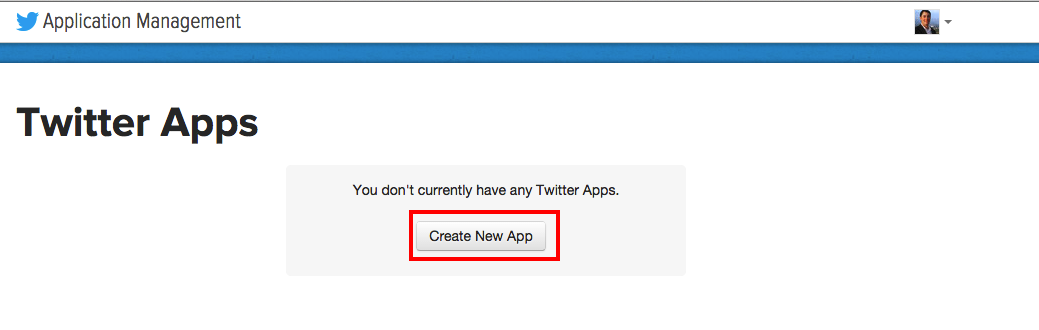 Application Management
Twitter Apps
You don't currently have any Twitter Apps.
Create New App